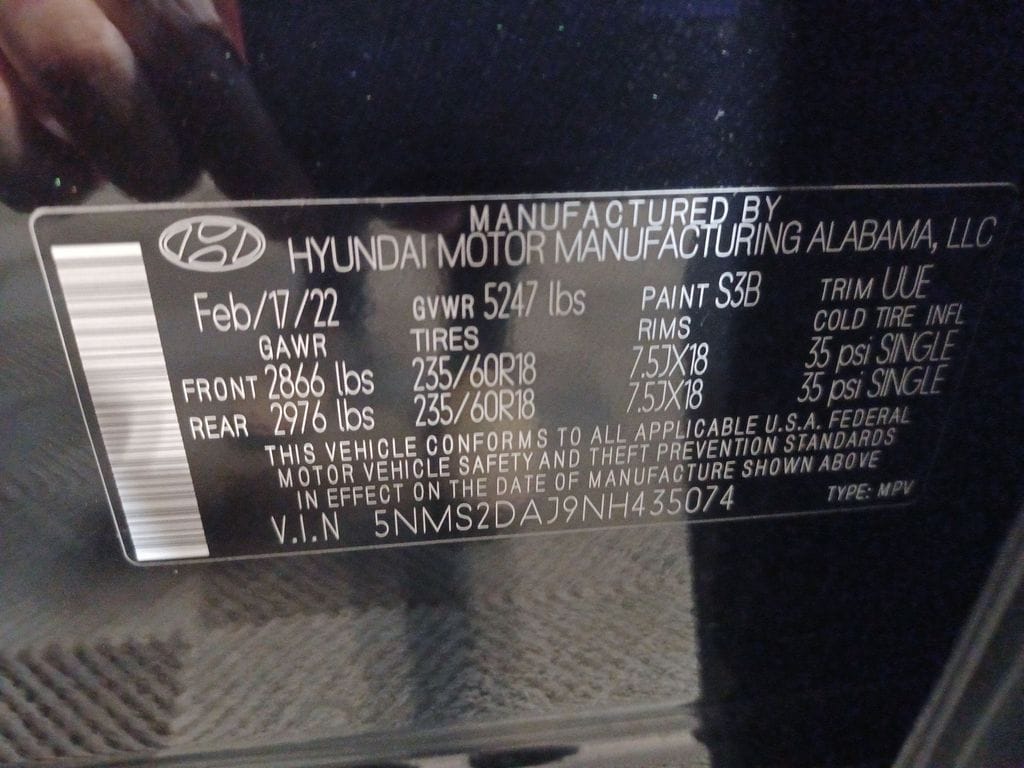 MANUFACTURED BY
HYUNDAI MOTOR MANUFACTURING ALABAMA, LLC
Feb/17/22 GVWR 5247 lbs PAINT S3B TRIM UUE
GAWR TIRES RIMS COLD TIRE INFL
FRONT 2866 lbs 235/60R18 7.5JX18 35 psi SINGLE
REAR 2976 lbs 235/60R18 7.5JX18 35 psi SINGLE
THIS VEHICLE CONFORMS TO ALL APPLICABLE U.S.A. FEDERAL
MOTOR VEHICLE SAFETY AND THEFT PREVENTION STANDARDS
IN EFFECT ON THE DATE OF MANUFACTURE SHOWN ABOVE
V.I.N 5NMS2DAJ9NH435074 TYPE: MPV